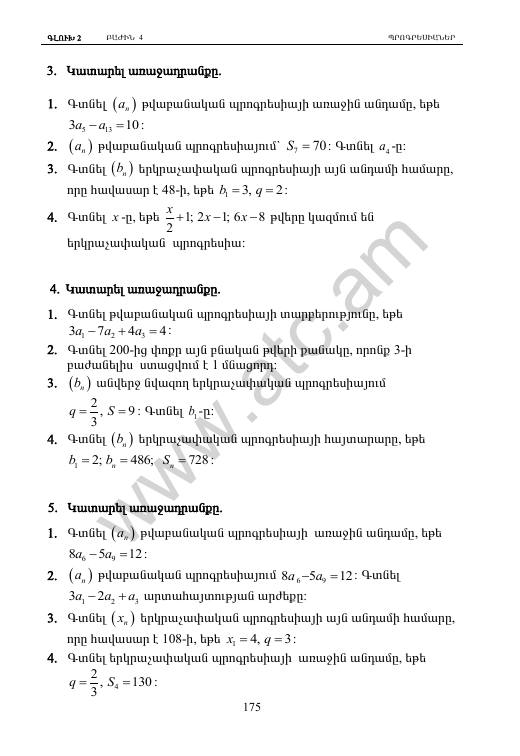 ԳԼՈՒԽ 2 ԲԱԺԻՆ 4 ՊՐՈԳՐԵՍԻԱՆԵՐ
3. Կատարել առաջադրանքը.
1. Գտնել (aₙ) թվաբանական պրոգրեսիայի առաջին անդամը, եթե
3a₅ − a₁₃ = 10 :
2. (aₙ) թվաբանական պրոգրեսիայում` S₇ = 70 : Գտնել a₄ -ը:
3. Գտնել (bₙ) երկրաչափական պրոգրեսիայի այն անդամի համարը,
որը հավասար է 48-ի, եթե b₁ = 3, q = 2 :
4. Գտնել x -ը, եթե x/2 + 1; 2x − 1; 6x − 8 թվերը կազմում են
երկրաչափական պրոգրեսիա:
4. Կատարել առաջադրանքը.
1. Գտնել թվաբանական պրոգրեսիայի տարբերությունը, եթե
3a₁ − 7a₂ + 4a₃ = 4 :
2. Գտնել 200-ից փոքր այն բնական թվերի քանակը, որոնք 3-ի
բաժանելիս ստացվում է 1 մնացորդ:
3. (bₙ) անվերջ նվազող երկրաչափական պրոգրեսիայում
q = 2/3, S = 9 : Գտնել b₁ -ը:
4. Գտնել (bₙ) երկրաչափական պրոգրեսիայի հայտարարը, եթե
b₁ = 2; bₙ = 486; Sₙ = 728 :
5. Կատարել առաջադրանքը.
1. Գտնել (aₙ) թվաբանական պրոգրեսիայի առաջին անդամը, եթե
8a₆ − 5a₉ = 12 :
2. (aₙ) թվաբանական պրոգրեսիայում 8a₆−5a₉ = 12 : Գտնել
3a₁ − 2a₂ + a₃ արտահայտության արժեքը:
3. Գտնել (xₙ) երկրաչափական պրոգրեսիայի այն անդամի համարը,
որը հավասար է 108-ի, եթե x₁ = 4, q = 3 :
4. Գտնել երկրաչափական պրոգրեսիայի առաջին անդամը, եթե
q = 2/3, S₄ = 130 :
175
www.atc.am